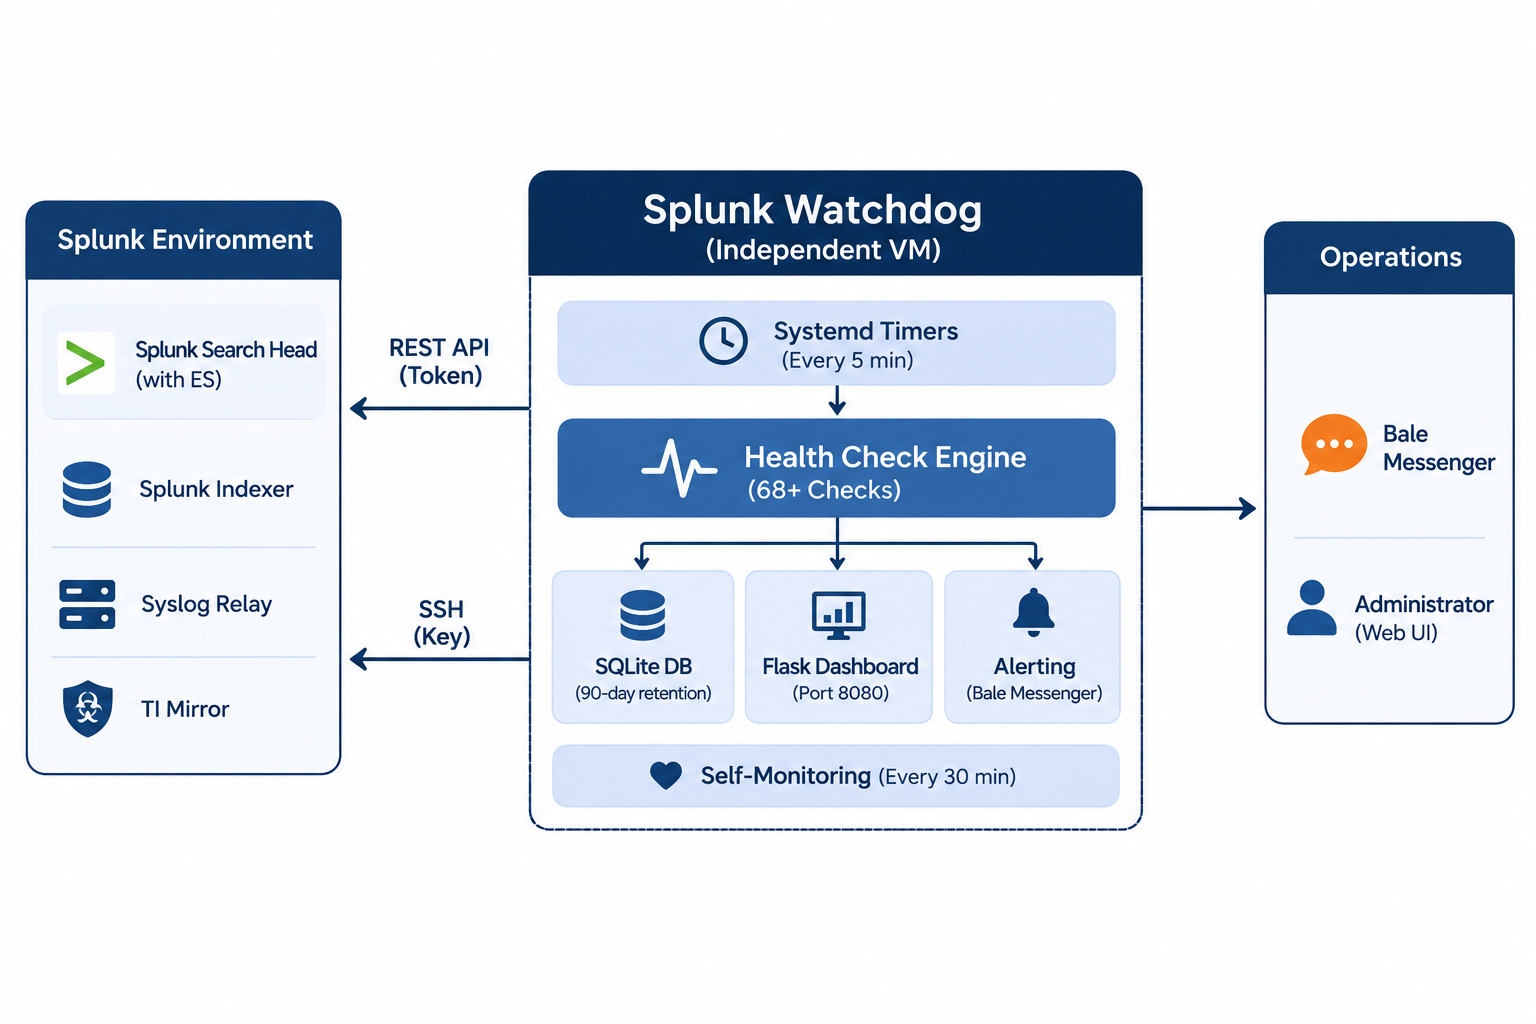 Splunk Environment
Splunk Search Head
(with ES)
Splunk Indexer
Syslog Relay
TI Mirror
REST API
(Token)
SSH
(Key)
Splunk Watchdog
(Independent VM)
Systemd Timers
(Every 5 min)
Health Check Engine
(68+ Checks)
SQLite DB
(90-day retention)
Flask Dashboard
(Port 8080)
Alerting
(Bale Messenger)
Self-Monitoring (Every 30 min)
Operations
Bale
Messenger
Administrator
(Web UI)